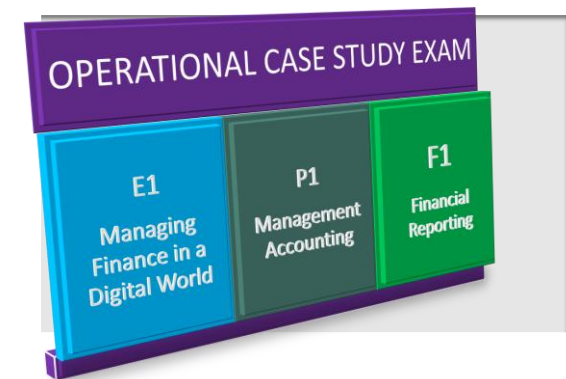 OPERATIONAL CASE STUDY EXAM
E1
Managing
Finance in a
Digital World
P1
Management
Accounting
F1
Financial
Reporting